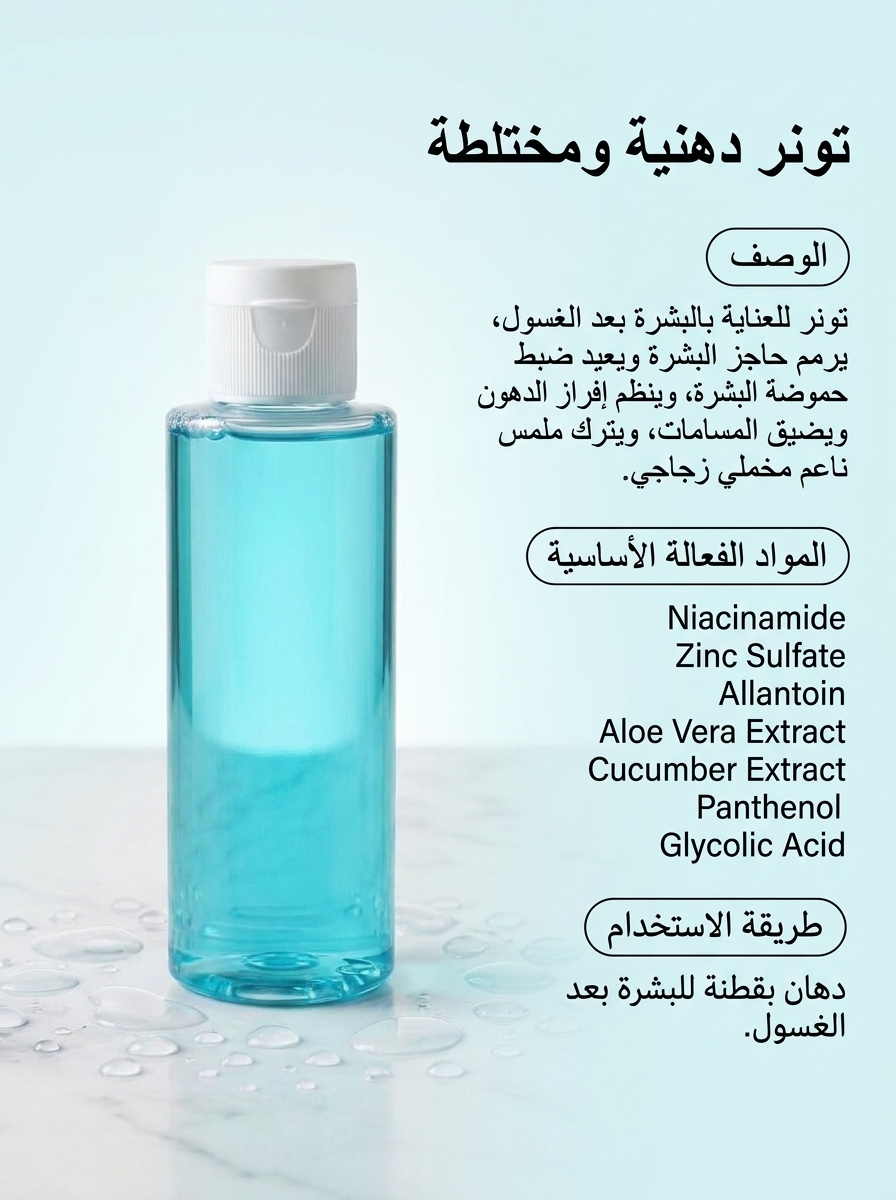 تونر دهنية ومختلطة
الوصف
تونر للعناية بالبشرة بعد الغسول،
يرمم حاجز البشرة ويعيد ضبط
حموضة البشرة، وينظم إفراز الدهون
ويضيق المسامات، ويترك ملمس
ناعم مخملي زجاجي.
المواد الفعالة الأساسية
Niacinamide
Zinc Sulfate
Allantoin
Aloe Vera Extract
Cucumber Extract
Panthenol
Glycolic Acid
طريقة الاستخدام
دهان بقطنة للبشرة بعد
الغسول.